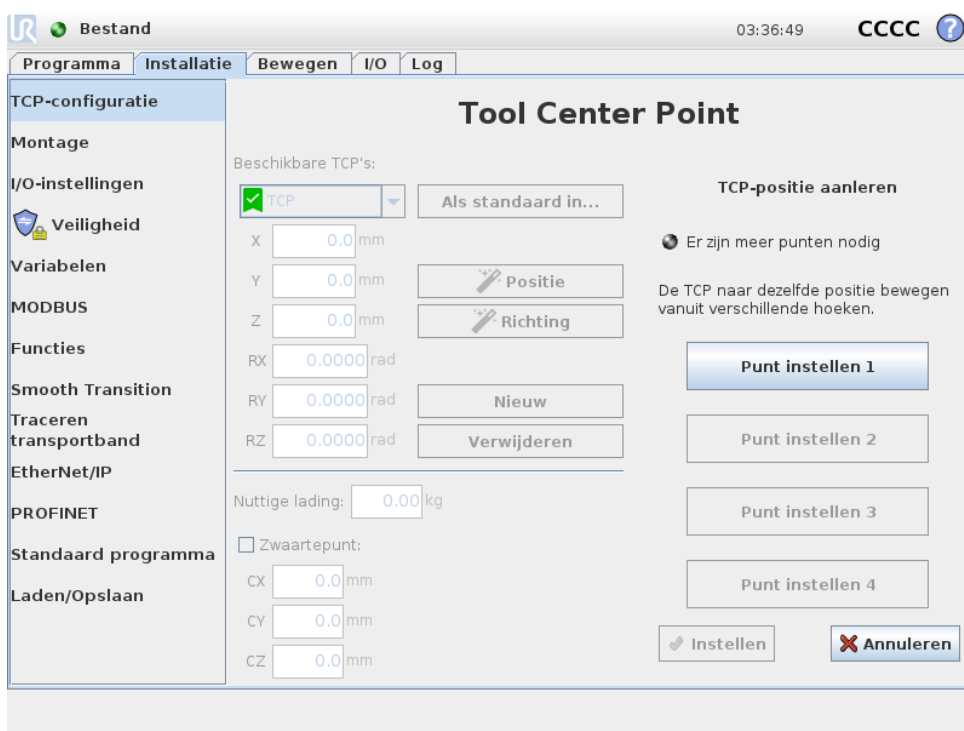 UR Bestand 03:36:49 CCCC ?
Programma Installatie Bewegen I/O Log
TCP-configuratie
Montage
I/O-instellingen
Veiligheid
Variabelen
MODBUS
Functies
Smooth Transition
Traceren
transportband
EtherNet/IP
PROFINET
Standaard programma
Laden/Opslaan
Tool Center Point
Beschikbare TCP's:
TCP Als standaard in...
X 0.0 mm
Y 0.0 mm Positie
Z 0.0 mm Richting
RX 0.0000 rad
RY 0.0000 rad Nieuw
RZ 0.0000 rad Verwijderen
Nuttige lading: 0.00 kg
Zwaartepunt:
CX 0.0 mm
CY 0.0 mm
CZ 0.0 mm
TCP-positie aanleren
Er zijn meer punten nodig
De TCP naar dezelfde positie bewegen
vanuit verschillende hoeken.
Punt instellen 1
Punt instellen 2
Punt instellen 3
Punt instellen 4
Instellen Annuleren